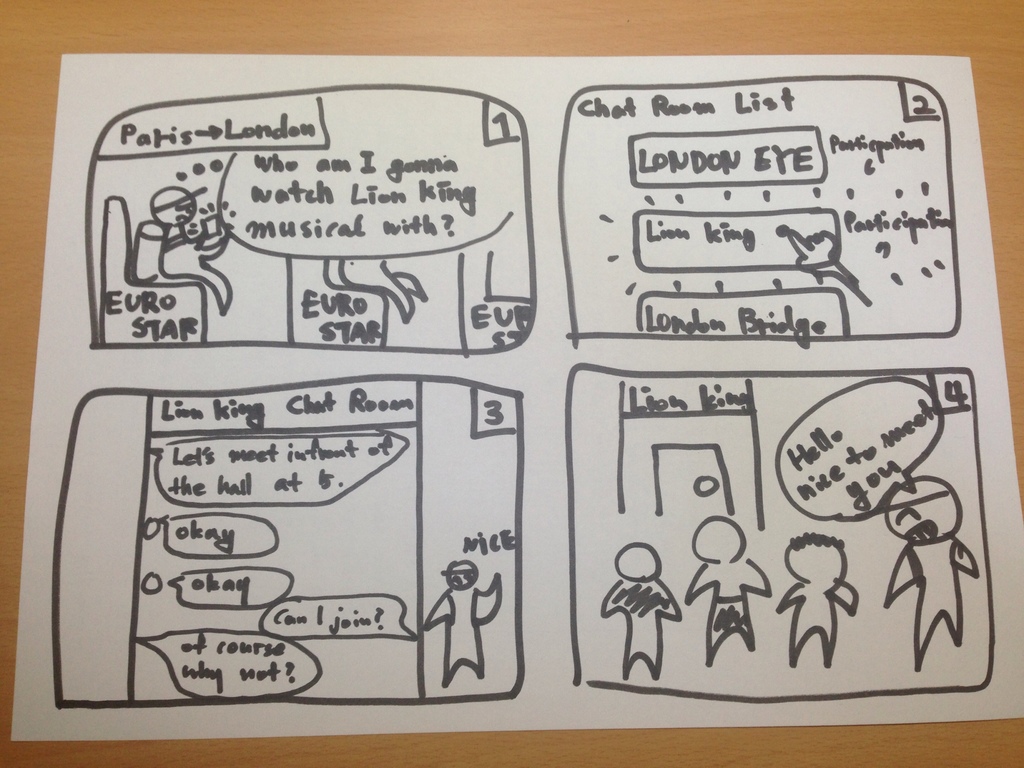 Paris→London
1
Who am I gonna
watch Lion king
musical with?
EURO
STAR
EURO
STAR
EUR
ST
Chat Room List
2
LONDON EYE
Participation
6
Lion king
Participation
London Bridge
Lion king Chat Room
3
Let's meet infront of
the hall at 5.
okay
okay
Can I join?
of course
why not?
NICE
Lion king
4
Hello
nice to meet
you